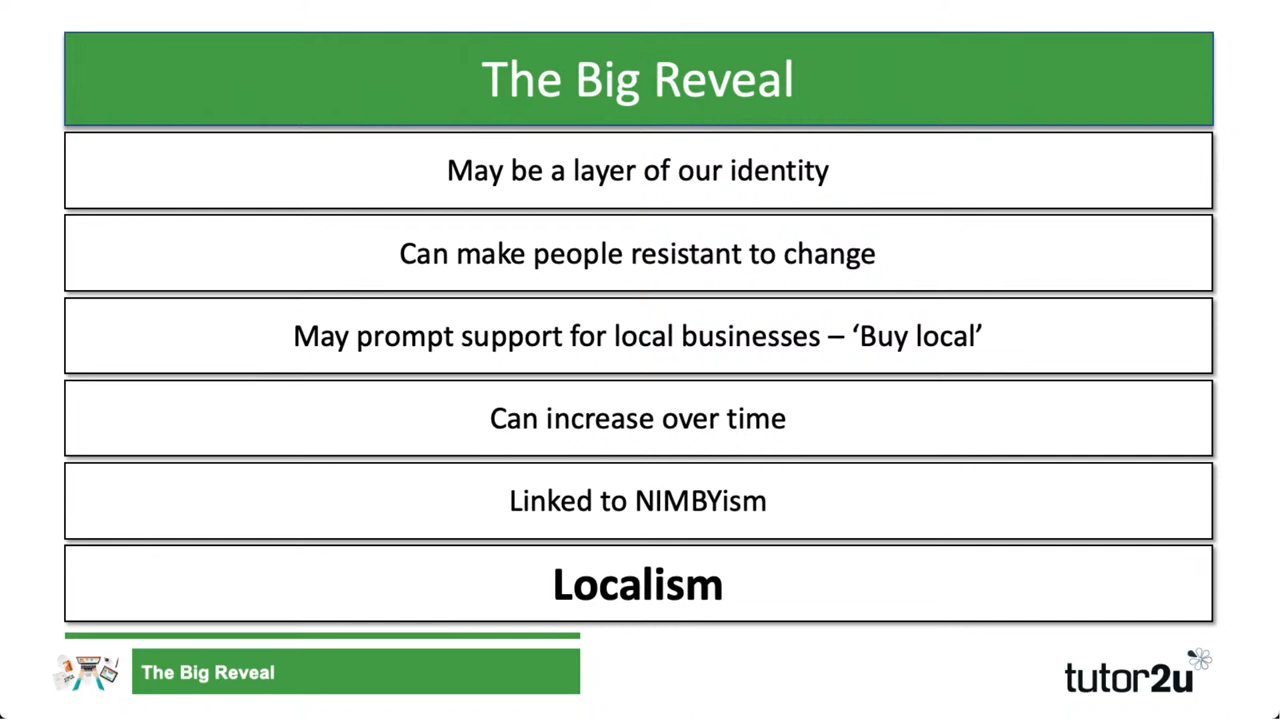 The Big Reveal
May be a layer of our identity
Can make people resistant to change
May prompt support for local businesses – ‘Buy local’
Can increase over time
Linked to NIMBYism
Localism
The Big Reveal
tutor2u